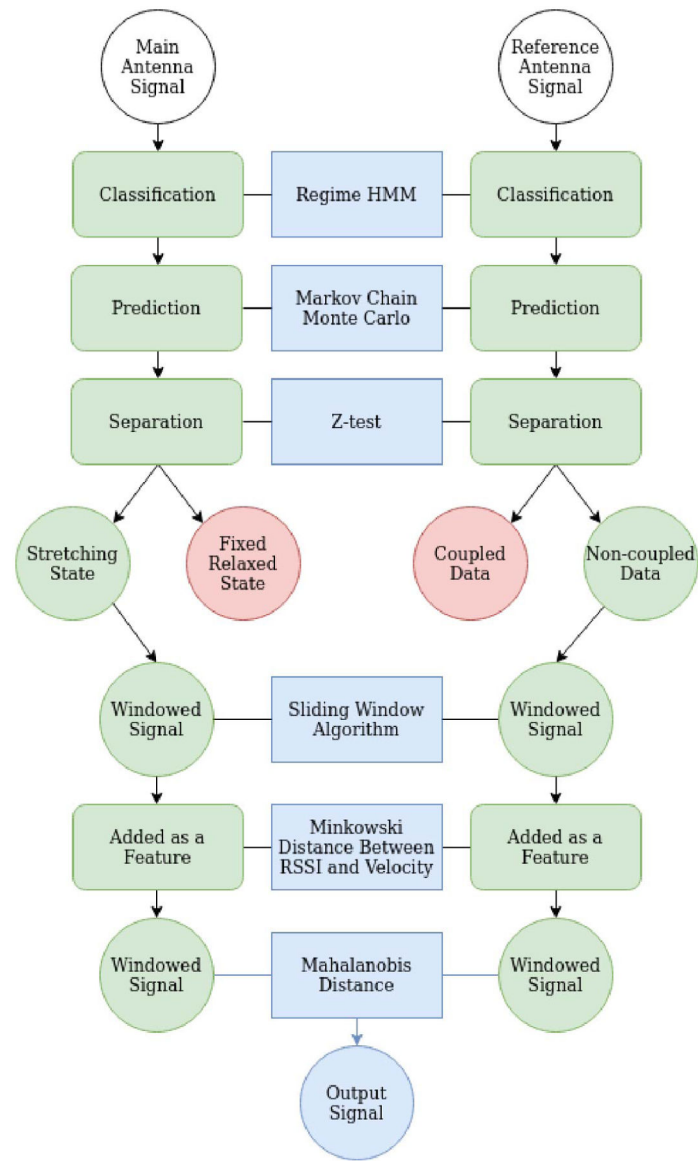 Main
Antenna
Signal
Reference
Antenna
Signal
Classification
Regime HMM
Classification
Prediction
Markov Chain
Monte Carlo
Prediction
Separation
Z-test
Separation
Stretching
State
Fixed
Relaxed
State
Coupled
Data
Non-coupled
Data
Windowed
Signal
Sliding Window
Algorithm
Windowed
Signal
Added as a
Feature
Minkowski
Distance Between
RSSI and Velocity
Added as a
Feature
Windowed
Signal
Mahalanobis
Distance
Windowed
Signal
Output
Signal